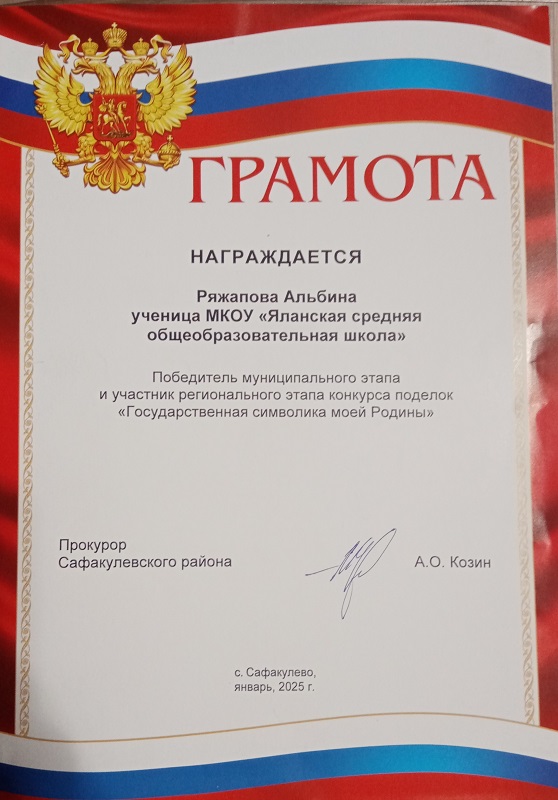 ГРАМОТА
НАГРАЖДАЕТСЯ
Ряжапова Альбина
ученица МКОУ «Яланская средняя
общеобразовательная школа»
Победитель муниципального этапа
и участник регионального этапа конкурса поделок
«Государственная символика моей Родины»
Прокурор
Сафакулевского района
А.О. Козин
с. Сафакулево,
январь, 2025 г.